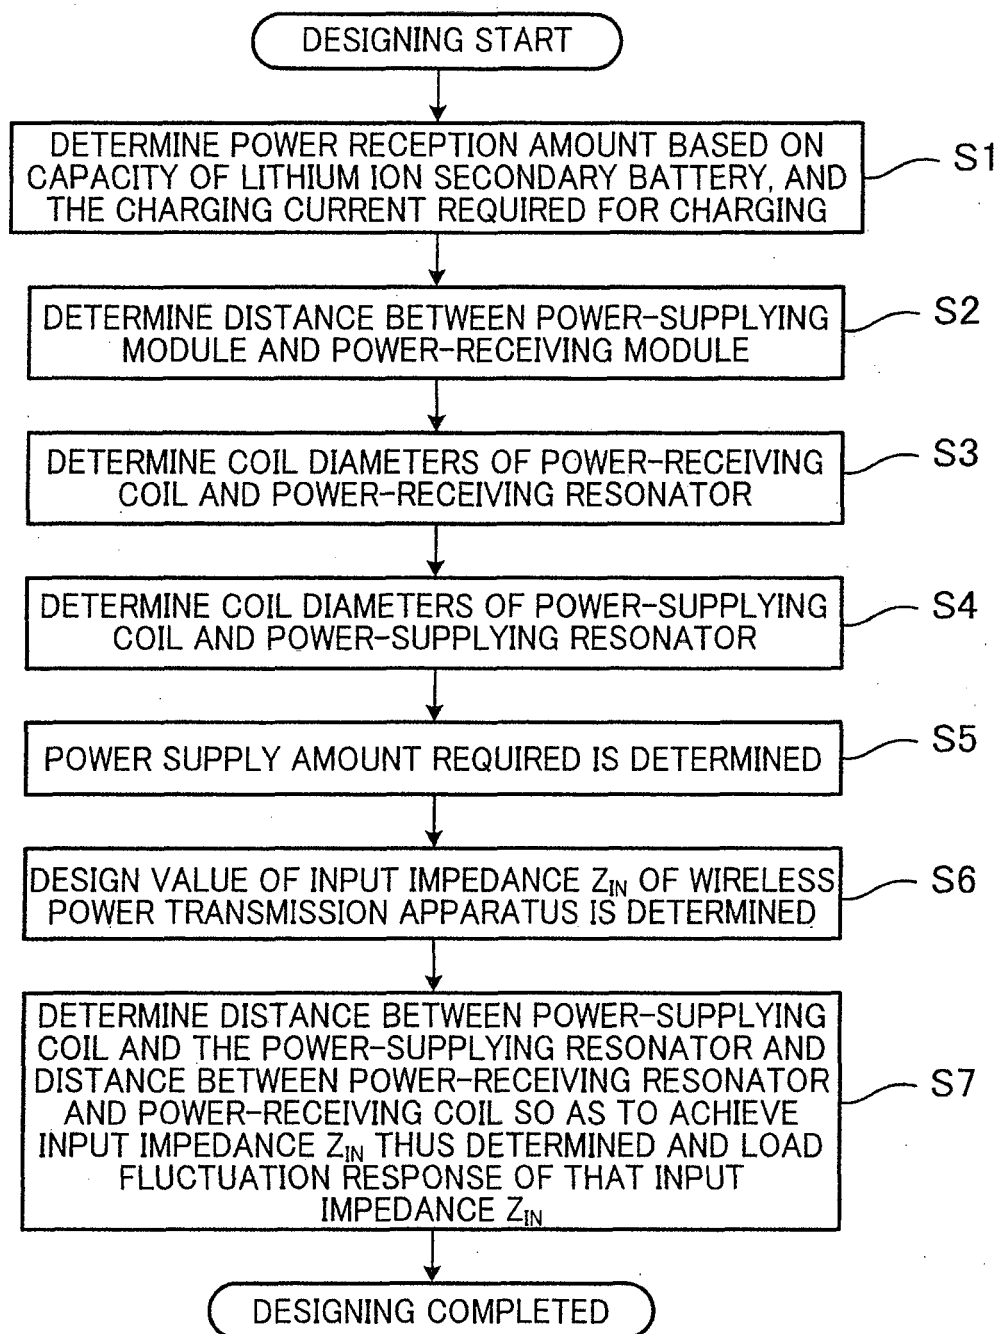 DESIGNING START
DETERMINE POWER RECEPTION AMOUNT BASED ON
CAPACITY OF LITHIUM ION SECONDARY BATTERY, AND
THE CHARGING CURRENT REQUIRED FOR CHARGING
S1
DETERMINE DISTANCE BETWEEN POWER-SUPPLYING
MODULE AND POWER-RECEIVING MODULE
S2
DETERMINE COIL DIAMETERS OF POWER-RECEIVING
COIL AND POWER-RECEIVING RESONATOR
S3
DETERMINE COIL DIAMETERS OF POWER-SUPPLYING
COIL AND POWER-SUPPLYING RESONATOR
S4
POWER SUPPLY AMOUNT REQUIRED IS DETERMINED
S5
DESIGN VALUE OF INPUT IMPEDANCE ZIN OF WIRELESS
POWER TRANSMISSION APPARATUS IS DETERMINED
S6
DETERMINE DISTANCE BETWEEN POWER-SUPPLYING
COIL AND THE POWER-SUPPLYING RESONATOR AND
DISTANCE BETWEEN POWER-RECEIVING RESONATOR
AND POWER-RECEIVING COIL SO AS TO ACHIEVE
INPUT IMPEDANCE ZIN THUS DETERMINED AND LOAD
FLUCTUATION RESPONSE OF THAT INPUT
IMPEDANCE ZIN
S7
DESIGNING COMPLETED